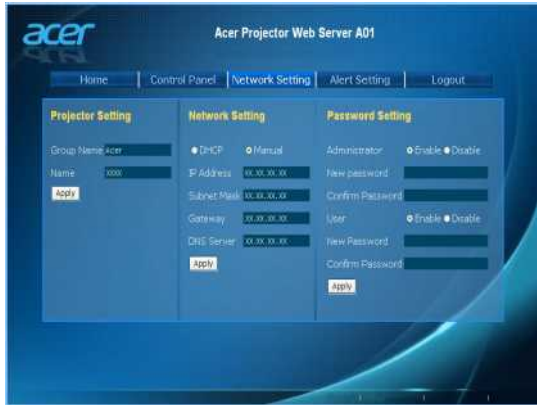 acer
Acer Projector Web Server A01
Home
Control Panel
Network Setting
Alert Setting
Logout
Projector Setting
Group Name Acer
Name xxxx
Apply
Network Setting
DHCP Manual
IP Address xx.xx.xx.xx
Subnet Mask xx.xx.xx.xx
Gateway xx.xx.xx.xx
DNS Server xx.xx.xx.xx
Apply
Password Setting
Administrator Enable Disable
New password
Confirm Password
User Enable Disable
New Password
Confirm Password
Apply